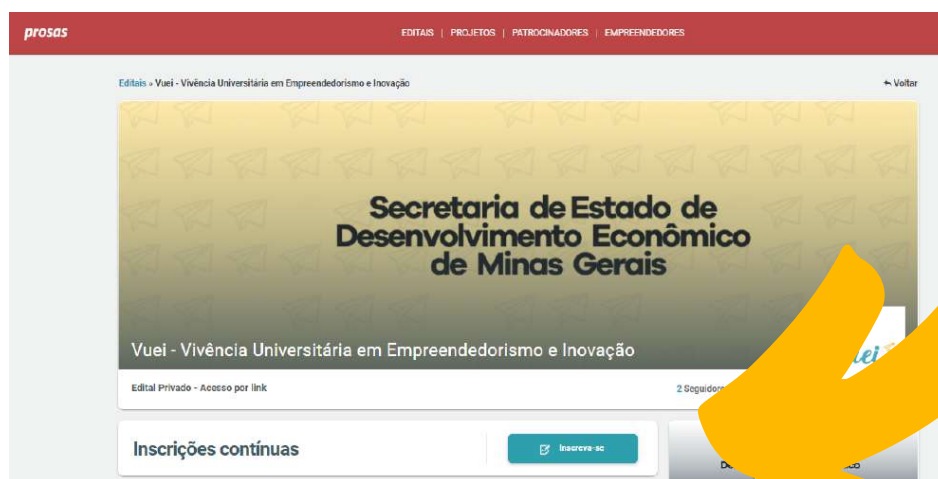 prosas
EDITAIS | PROJETOS | PATROCINADORES | EMPREENDEDORES
Editais » Vuei - Vivência Universitária em Empreendedorismo e Inovação
Voltar
Secretaria de Estado de
Desenvolvimento Econômico
de Minas Gerais
Vuei - Vivência Universitária em Empreendedorismo e Inovação
Edital Privado - Acesso por link
2 Seguidores
Inscrições contínuas
Inscreva-se